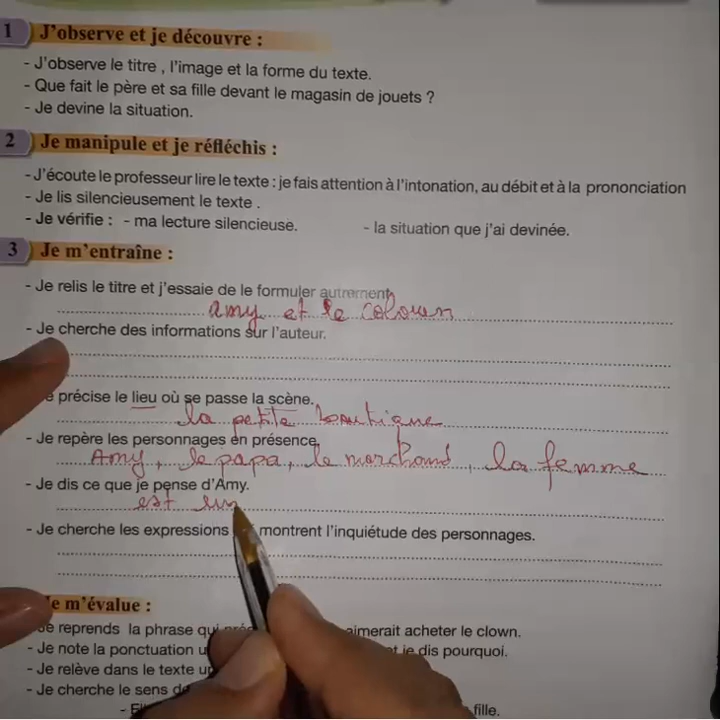 1 J'observe et je découvre :
- J'observe le titre , l'image et la forme du texte.
- Que fait le père et sa fille devant le magasin de jouets ?
- Je devine la situation.
2 Je manipule et je réfléchis :
- J'écoute le professeur lire le texte : je fais attention à l'intonation, au débit et à la prononciation
- Je lis silencieusement le texte .
- Je vérifie : - ma lecture silencieuse. - la situation que j'ai devinée.
3 Je m'entraîne :
- Je relis le titre et j'essaie de le formuler autrement
amy et le
- Je cherche des informations sur l'auteur.
précise le lieu où se passe la scène.
la petite boutique
- Je repère les personnages en présence.
Amy, le papa, le marchand, la femme
- Je dis ce que je pense d'Amy.
est
- Je cherche les expressions montrent l'inquiétude des personnages.
Je m'évalue :
Je reprends la phrase aimerait acheter le clown.
- Je note la ponctuation et je dis pourquoi.
- Je relève dans le texte
- Je cherche le sens
fille.